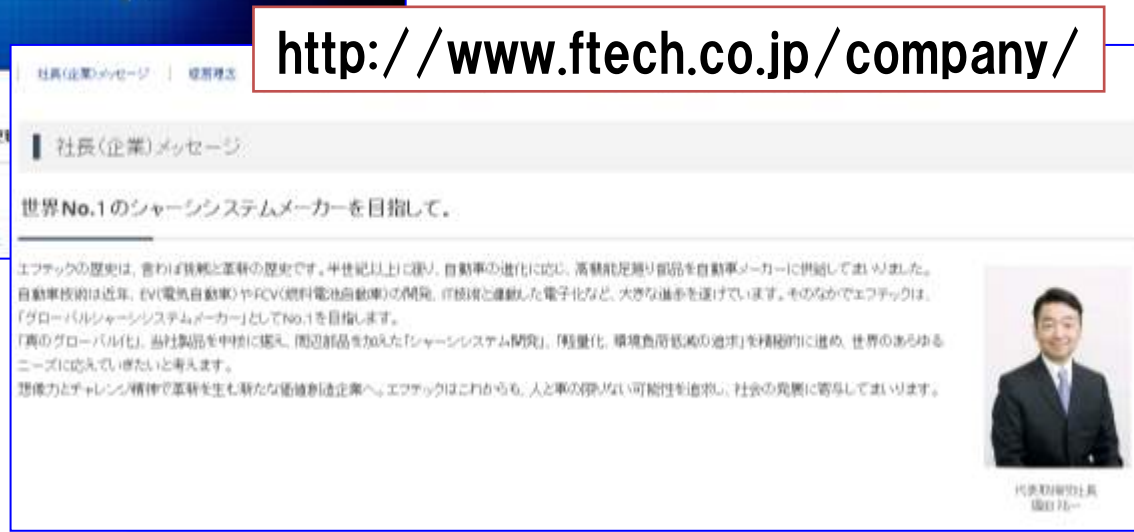 http://www.ftech.co.jp/company/
社長(企業)メッセージ | 経営理念
社長(企業)メッセージ
世界No.1のシャーシシステムメーカーを目指して。
エフテックの歴史は、言わば挑戦と革新の歴史です。半世紀以上に亘り、自動車の進化に応じ、高機能足廻り部品を自動車メーカーに供給してまいりました。
自動車技術は近年、EV(電気自動車)やFCV(燃料電池自動車)の開発、IT技術と連動した電子化など、大きな進歩を遂げています。そのなかでエフテックは、
「グローバルシャーシシステムメーカー」としてNo.1を目指します。
「真のグローバル化」、当社製品を中核に据え、周辺部品を加えた「シャーシシステム開発」、「軽量化、環境負荷低減の追求」を積極的に進め、世界のあらゆる
ニーズに応えていきたいと考えます。
想像力とチャレンジ精神で革新を生む新たな価値創造企業へ。エフテックはこれからも、人と車の限りない可能性を追求し、社会の発展に寄与してまいります。
代表取締役社長